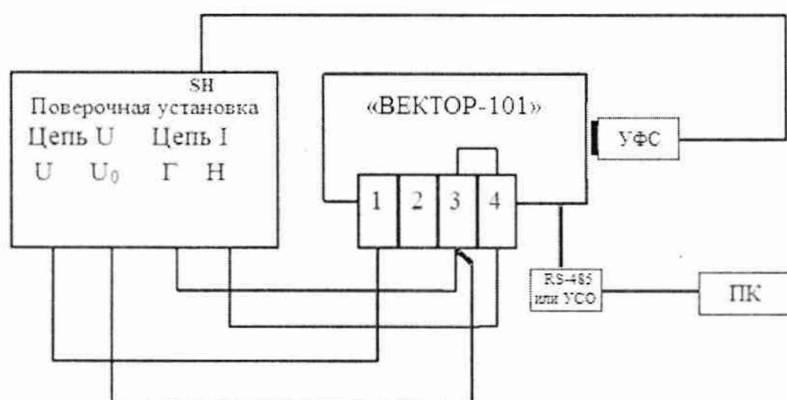 SH
Поверочная установка
Цепь U Цепь I
U U₀ Г Н
«ВЕКТОР-101»
1 2 3 4
УФС
RS-485
или УСО
ПК